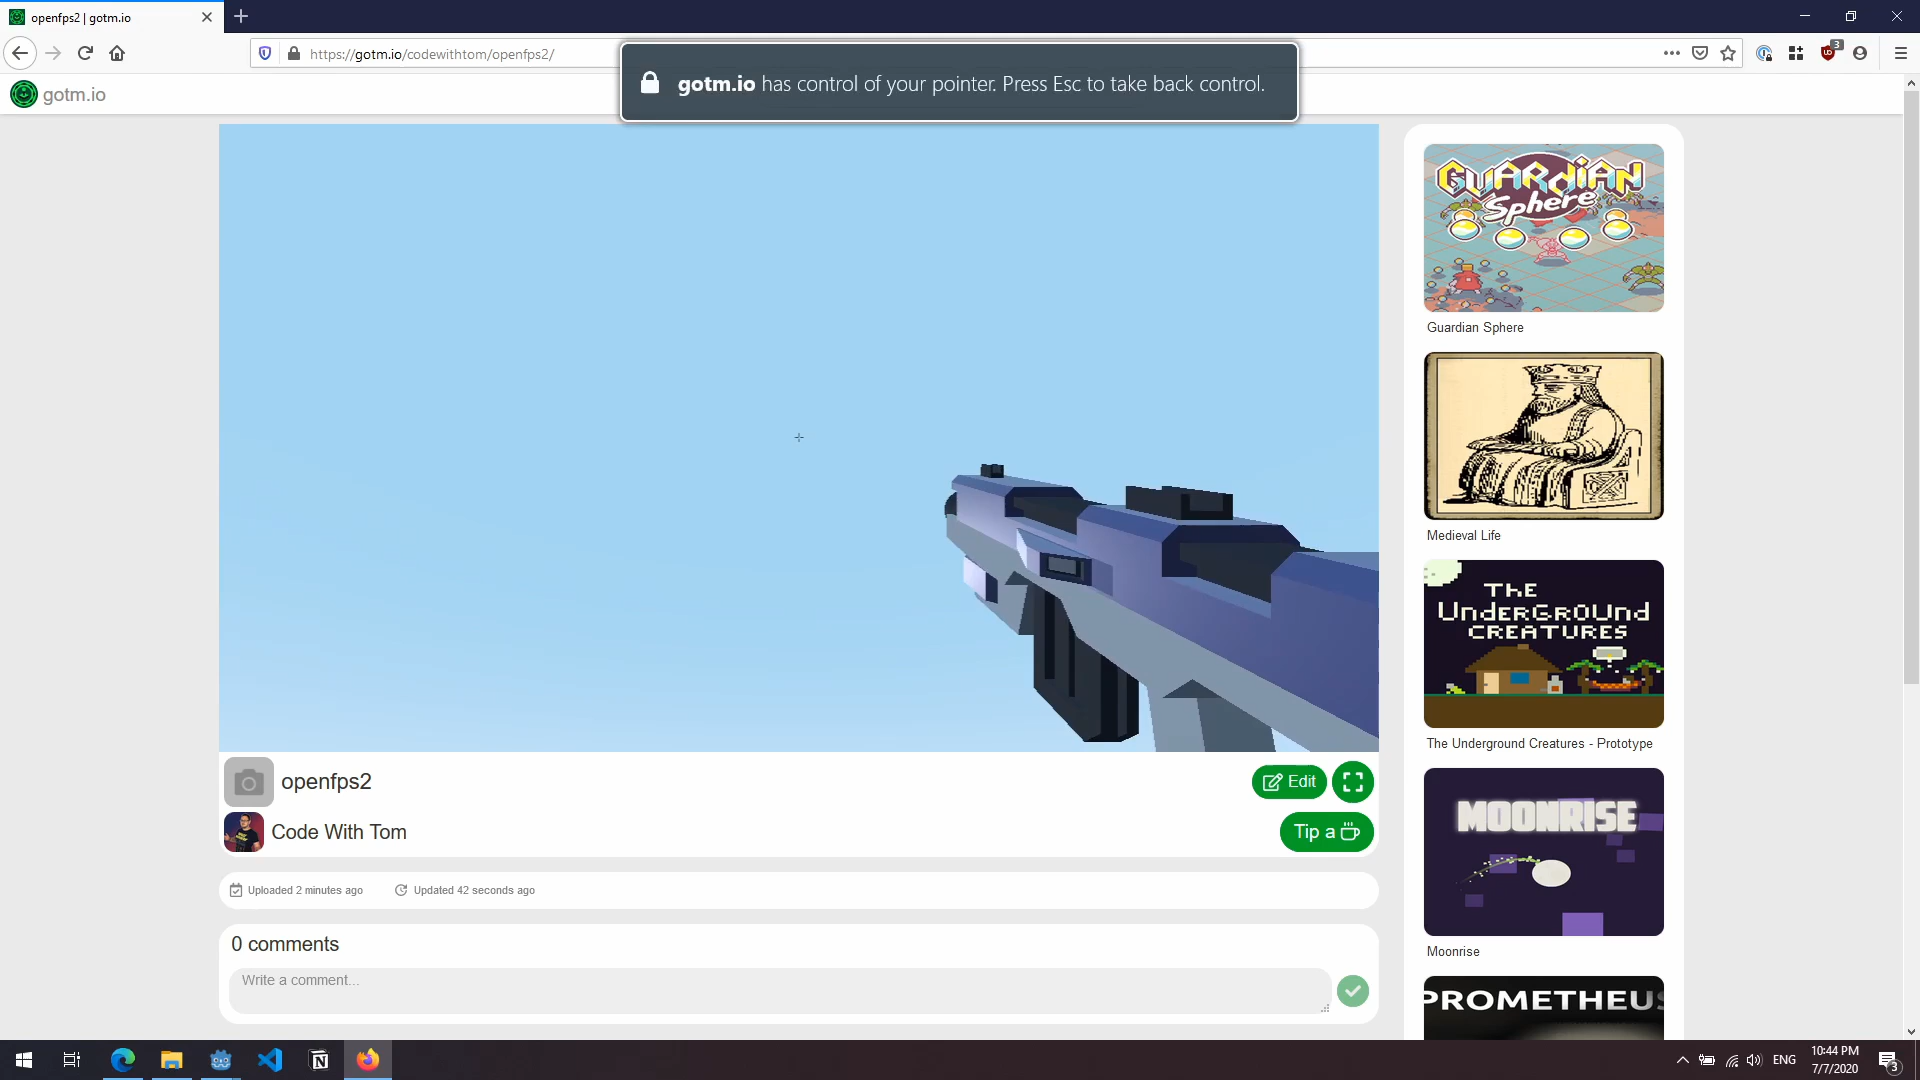 openfps2 | gotm.io
https://gotm.io/codewithtom/openfps2/
3
gotm.io has control of your pointer. Press Esc to take back control.
gotm.io
GUARDIAN
Sphere
Guardian Sphere
Medieval Life
THE
UNDERGROUND
CREATURES
The Underground Creatures - Prototype
openfps2
Edit
Code With Tom
Tip a
MOONRISE
Moonrise
Uploaded 2 minutes ago
Updated 42 seconds ago
0 comments
Write a comment...
PROMETHEUS
ENG
10:44 PM
7/7/2020
3